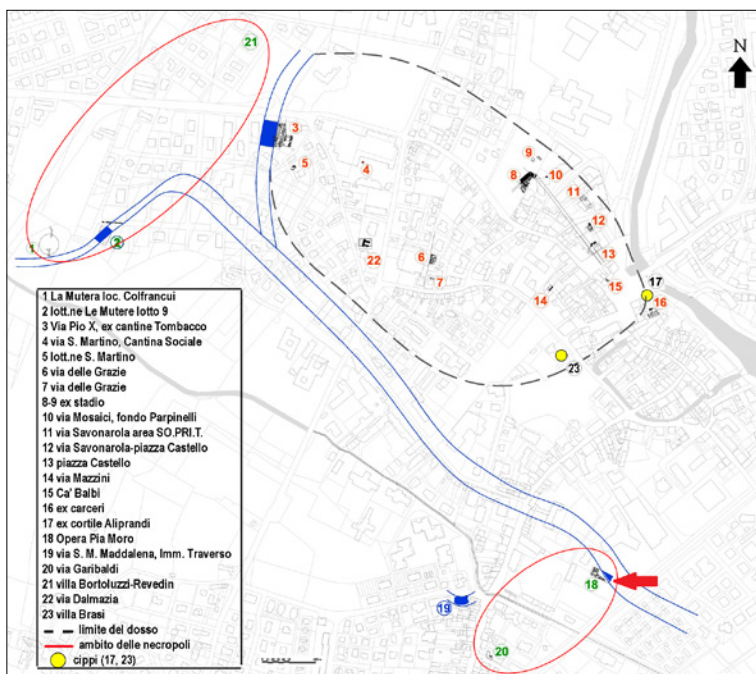 21
N
3
9
5
4
8
10
11
12
1
2
13
22
6
7
15
17
14
16
23
1 La Mutera loc. Colfrancui
2 lott.ne Le Mutere lotto 9
3 Via Pio X, ex cantine Tombacco
4 via S. Martino, Cantina Sociale
5 lott.ne S. Martino
6 via delle Grazie
7 via delle Grazie
8-9 ex stadio
10 via Mosaici, fondo Parpinelli
11 via Savonarola area SO.PRI.T.
12 via Savonarola-piazza Castello
13 piazza Castello
14 via Mazzini
15 Ca' Balbi
16 ex carceri
17 ex cortile Aliprandi
18 Opera Pia Moro
19 via S. M. Maddalena, Imm. Traverso
20 via Garibaldi
21 villa Bortoluzzi-Revedin
22 via Dalmazia
23 villa Brasi
limite del dosso
ambito delle necropoli
cippi (17, 23)
18
19
20